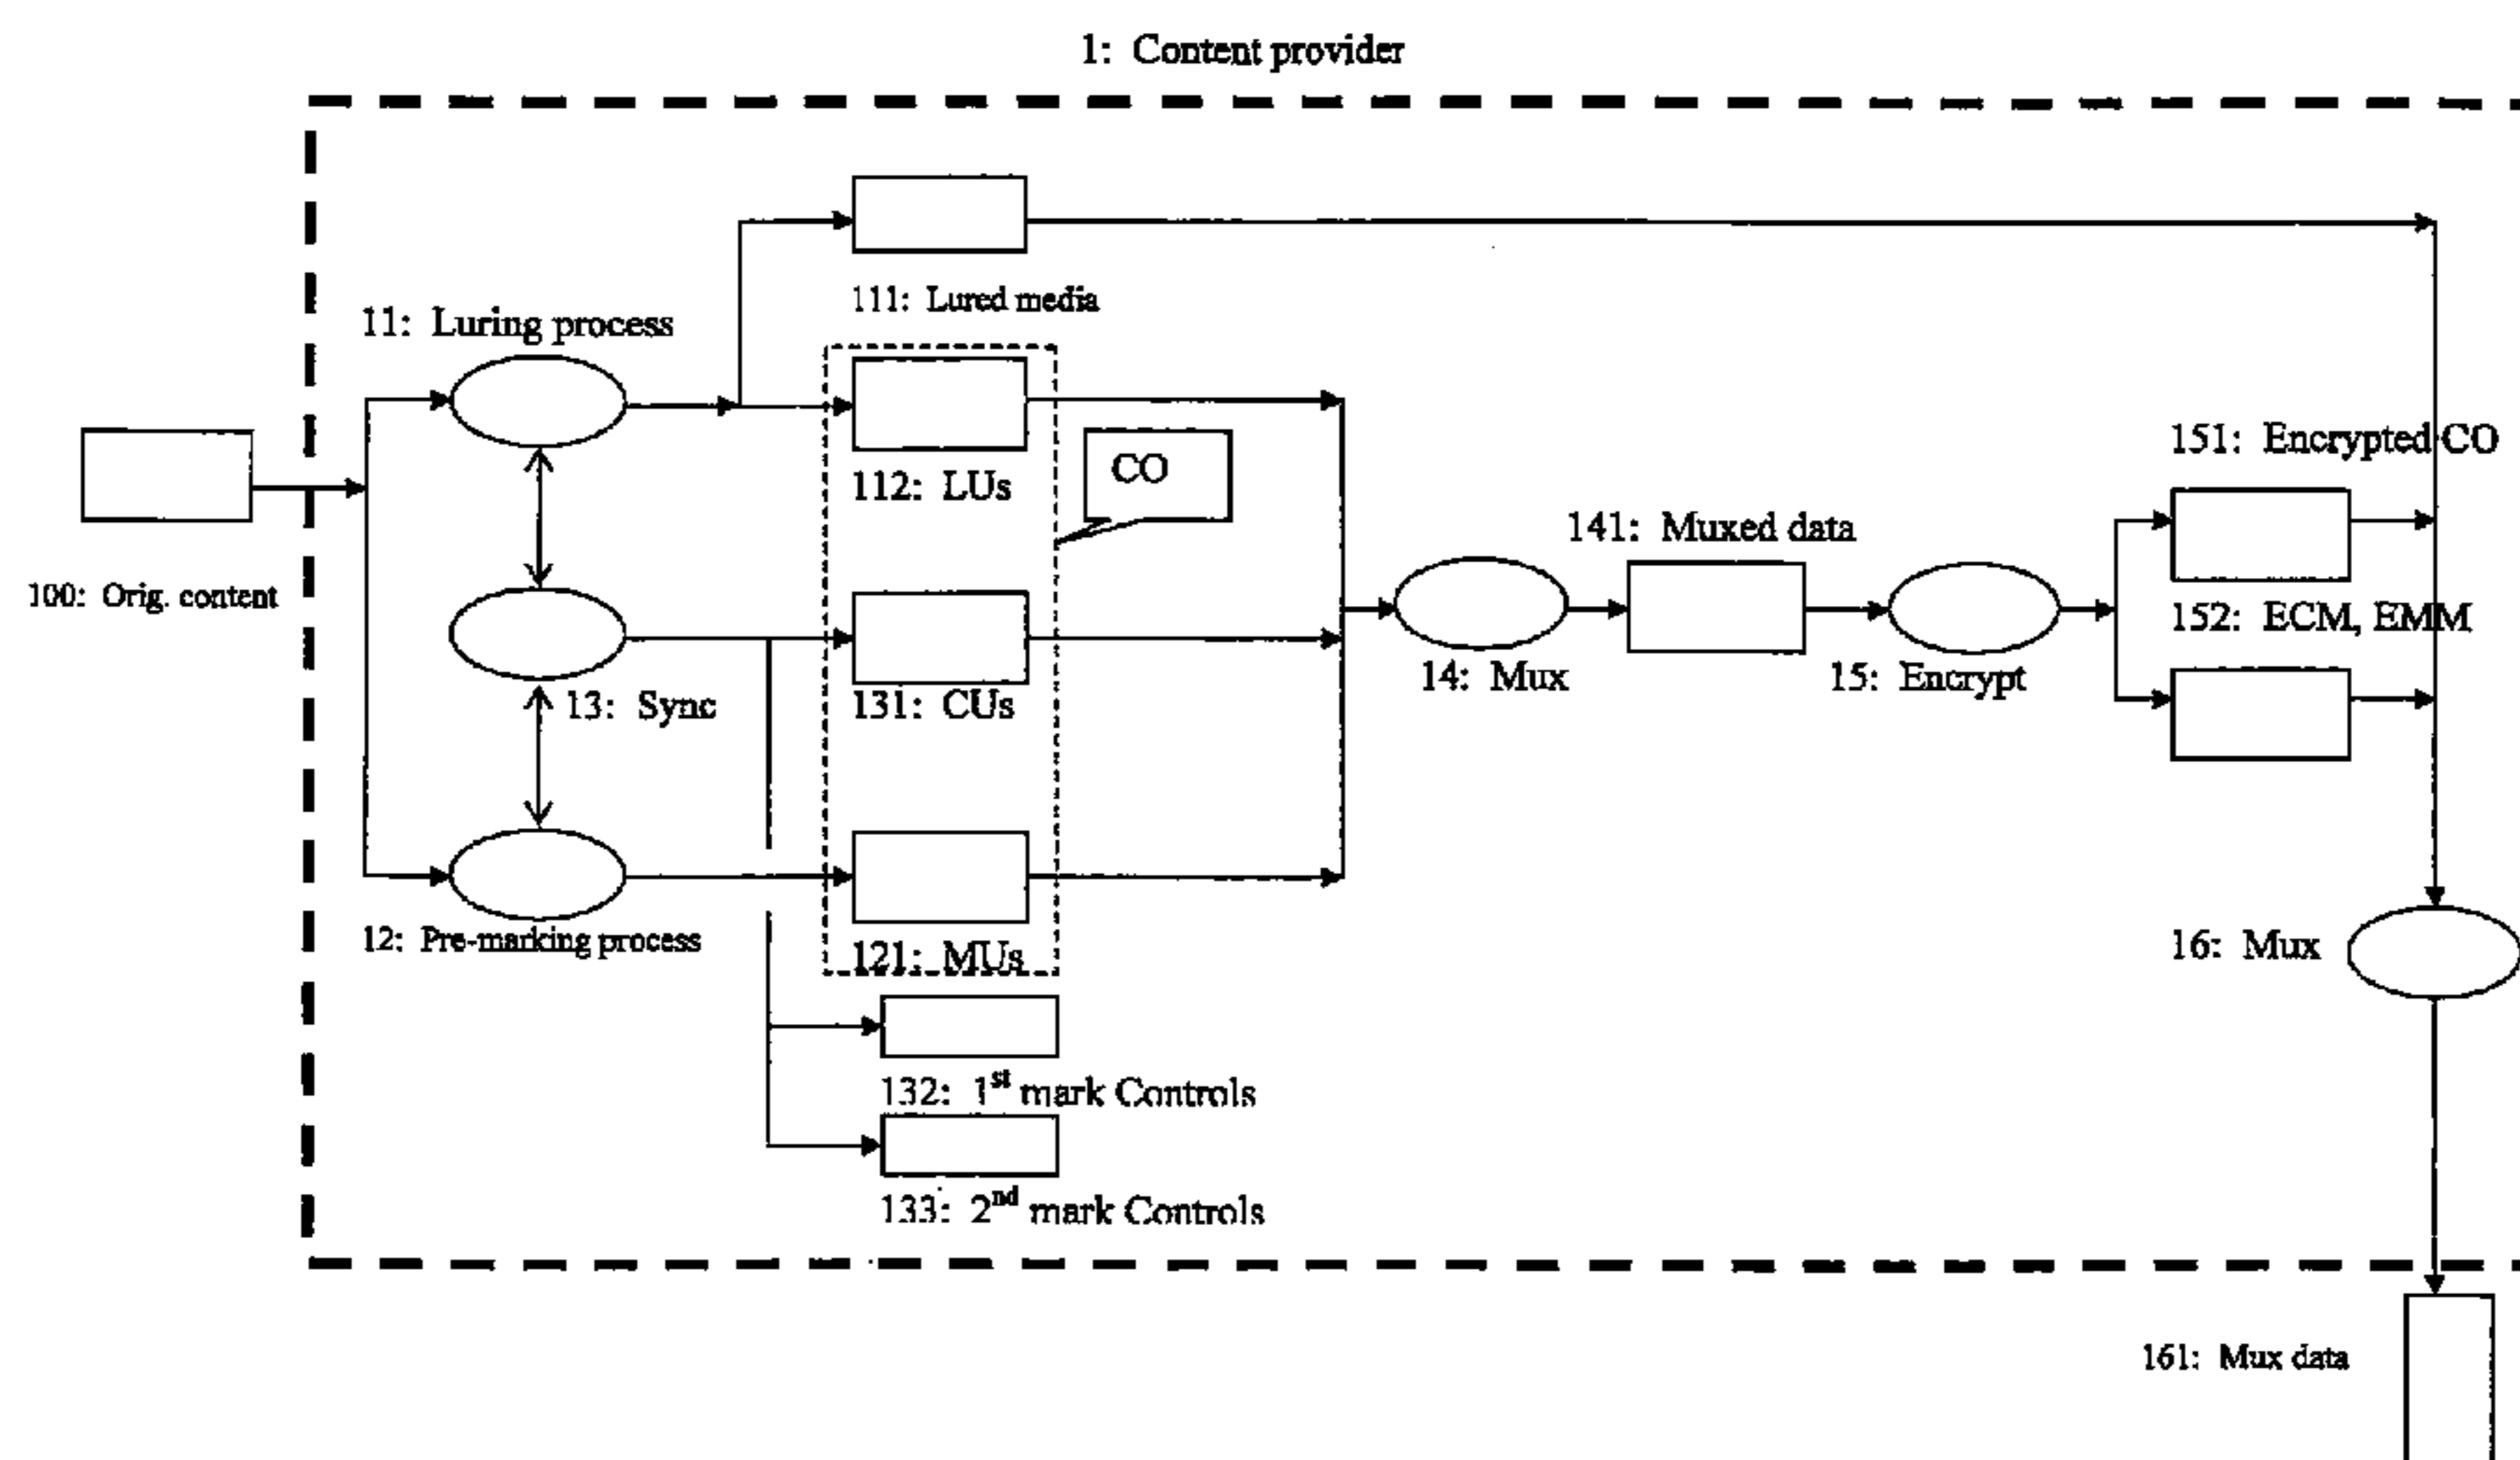 1: Content provider
111: Lured media
11: Luring process
151: Encrypted CO
CO
112: LUs
141: Muxed data
100: Orig. content
152: ECM, EMM
14: Mux
15: Encrypt
13: Sync
131: CUs
12: Pre-marking process
121: MUs
16: Mux
132: 1st mark Controls
133: 2nd mark Controls
161: Mux data